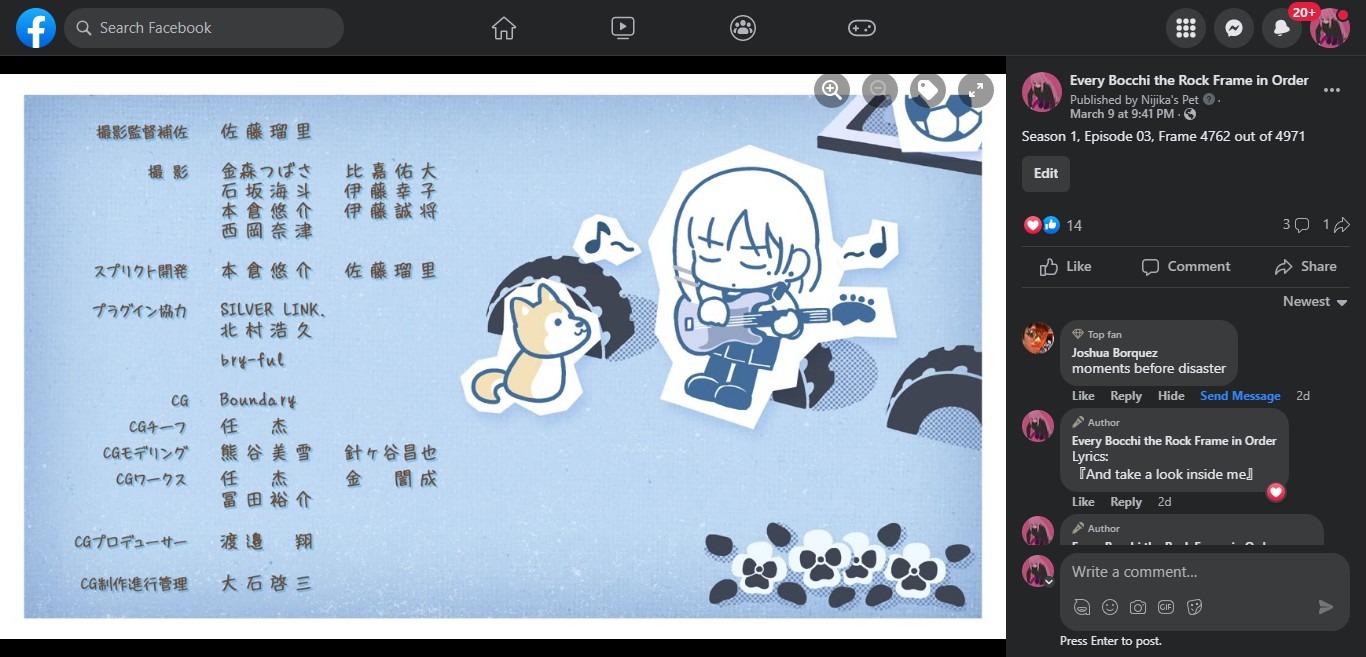 Search Facebook
20+
撮影監督補佐 佐藤瑠里
撮影 金森つばさ 比嘉佑大
石坂海斗 伊藤幸子
本倉悠介 伊藤誠将
西岡奈津
スプリクト開発 本倉悠介 佐藤瑠里
プラグイン協力 SILVER LINK.
北村浩久
bry-ful
CG Boundary
CGチーフ 任 杰
CGモデリング 熊谷美雪 針ヶ谷昌也
CGワークス 任 杰 金 誾成
冨田裕介
CGプロデューサー 渡邉 翔
CG制作進行管理 大石啓三
Every Bocchi the Rock Frame in Order
Published by Nijika's Pet ·
March 9 at 9:41 PM ·
Season 1, Episode 03, Frame 4762 out of 4971
Edit
14
3 1
Like Comment Share
Newest
Top fan
Joshua Borquez
moments before disaster
Like Reply Hide Send Message 2d
Author
Every Bocchi the Rock Frame in Order
Lyrics:
『And take a look inside me』
Like Reply 2d
Author
Every Bocchi the Rock Frame in Order
Write a comment...
GIF
Press Enter to post.